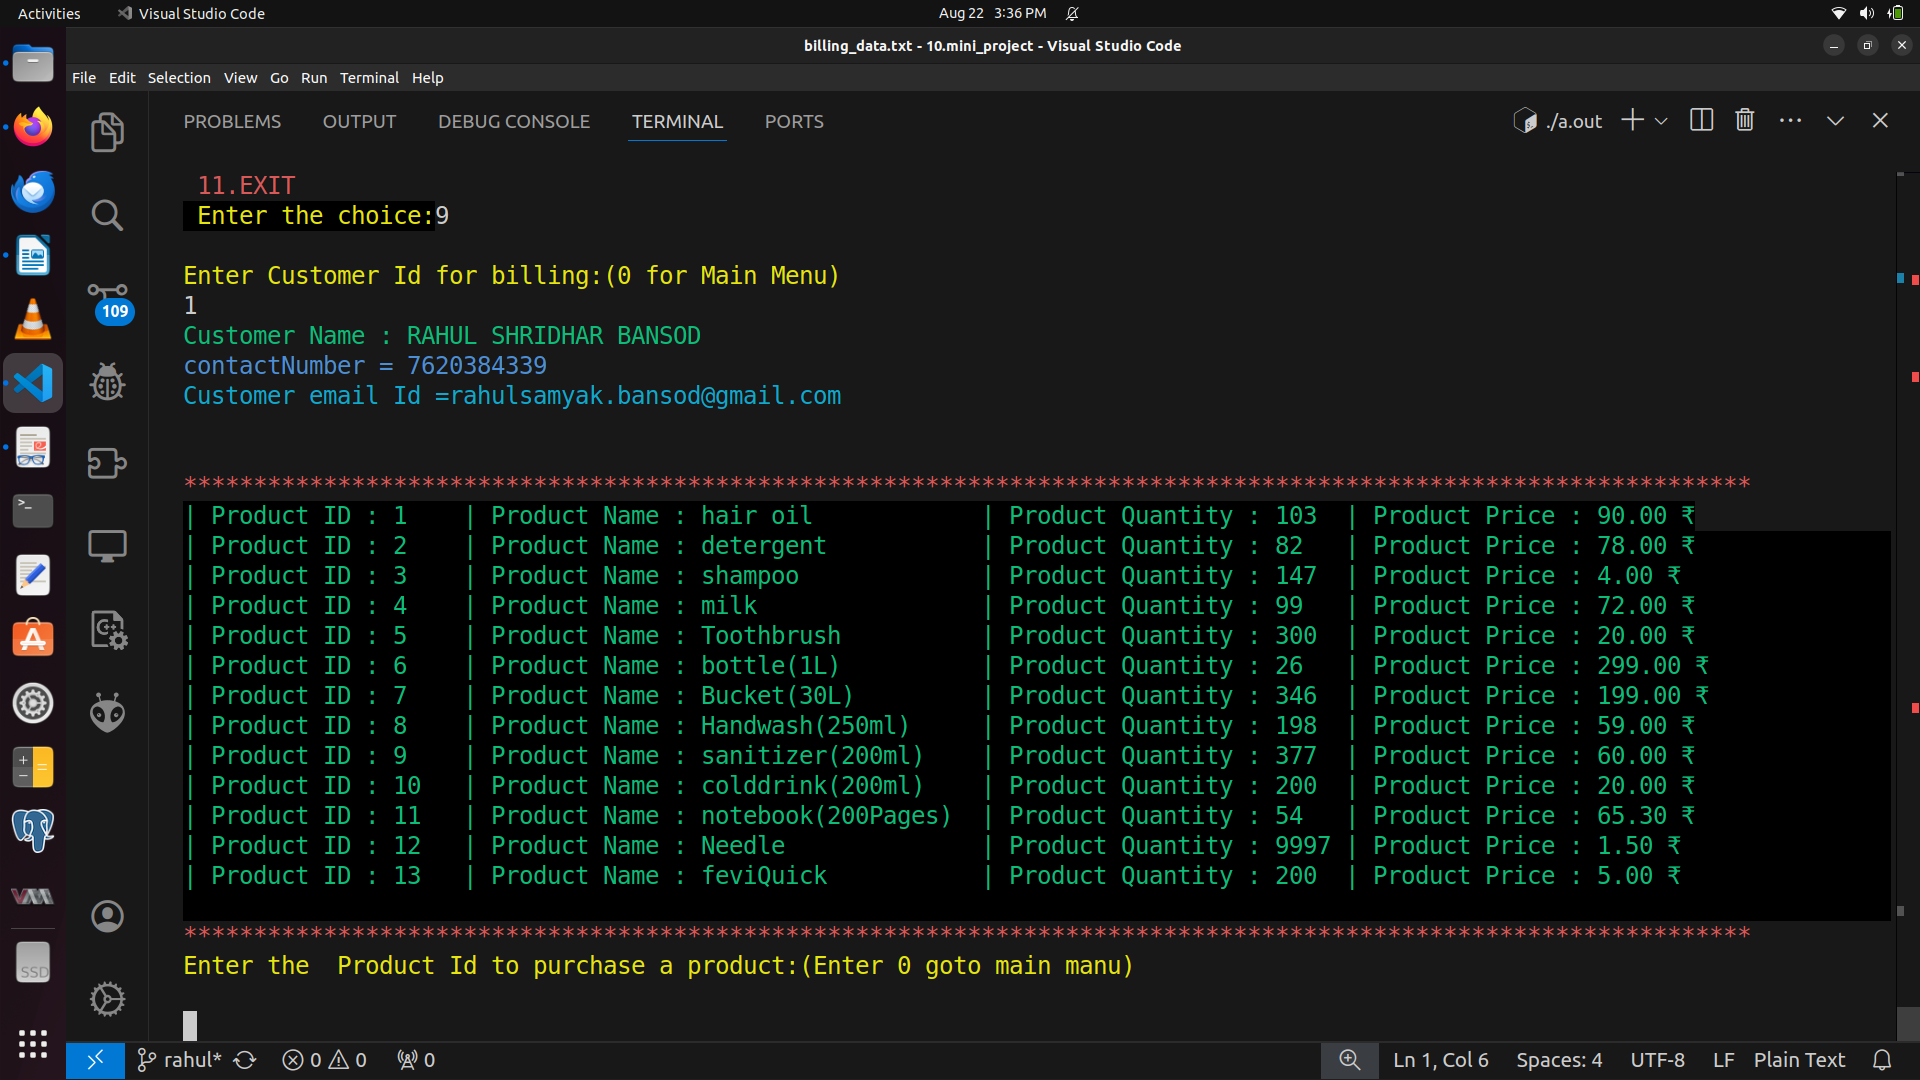 Activities Visual Studio Code Aug 22 3:36 PM
billing_data.txt - 10.mini_project - Visual Studio Code
File Edit Selection View Go Run Terminal Help
PROBLEMS OUTPUT DEBUG CONSOLE TERMINAL PORTS ./a.out
11.EXIT
Enter the choice:9
Enter Customer Id for billing:(0 for Main Menu)
1
109
Customer Name : RAHUL SHRIDHAR BANSOD
contactNumber = 7620384339
Customer email Id =rahulsamyak.bansod@gmail.com
****************************************************************************************************************
| Product ID : 1 | Product Name : hair oil | Product Quantity : 103 | Product Price : 90.00 ₹
| Product ID : 2 | Product Name : detergent | Product Quantity : 82 | Product Price : 78.00 ₹
| Product ID : 3 | Product Name : shampoo | Product Quantity : 147 | Product Price : 4.00 ₹
| Product ID : 4 | Product Name : milk | Product Quantity : 99 | Product Price : 72.00 ₹
| Product ID : 5 | Product Name : Toothbrush | Product Quantity : 300 | Product Price : 20.00 ₹
| Product ID : 6 | Product Name : bottle(1L) | Product Quantity : 26 | Product Price : 299.00 ₹
| Product ID : 7 | Product Name : Bucket(30L) | Product Quantity : 346 | Product Price : 199.00 ₹
| Product ID : 8 | Product Name : Handwash(250ml) | Product Quantity : 198 | Product Price : 59.00 ₹
| Product ID : 9 | Product Name : sanitizer(200ml) | Product Quantity : 377 | Product Price : 60.00 ₹
| Product ID : 10 | Product Name : colddrink(200ml) | Product Quantity : 200 | Product Price : 20.00 ₹
| Product ID : 11 | Product Name : notebook(200Pages) | Product Quantity : 54 | Product Price : 65.30 ₹
| Product ID : 12 | Product Name : Needle | Product Quantity : 9997 | Product Price : 1.50 ₹
| Product ID : 13 | Product Name : feviQuick | Product Quantity : 200 | Product Price : 5.00 ₹
****************************************************************************************************************
Enter the  Product Id to purchase a product:(Enter 0 goto main manu)
SSD
rahul* 0 0 0 Ln 1, Col 6 Spaces: 4 UTF-8 LF Plain Text